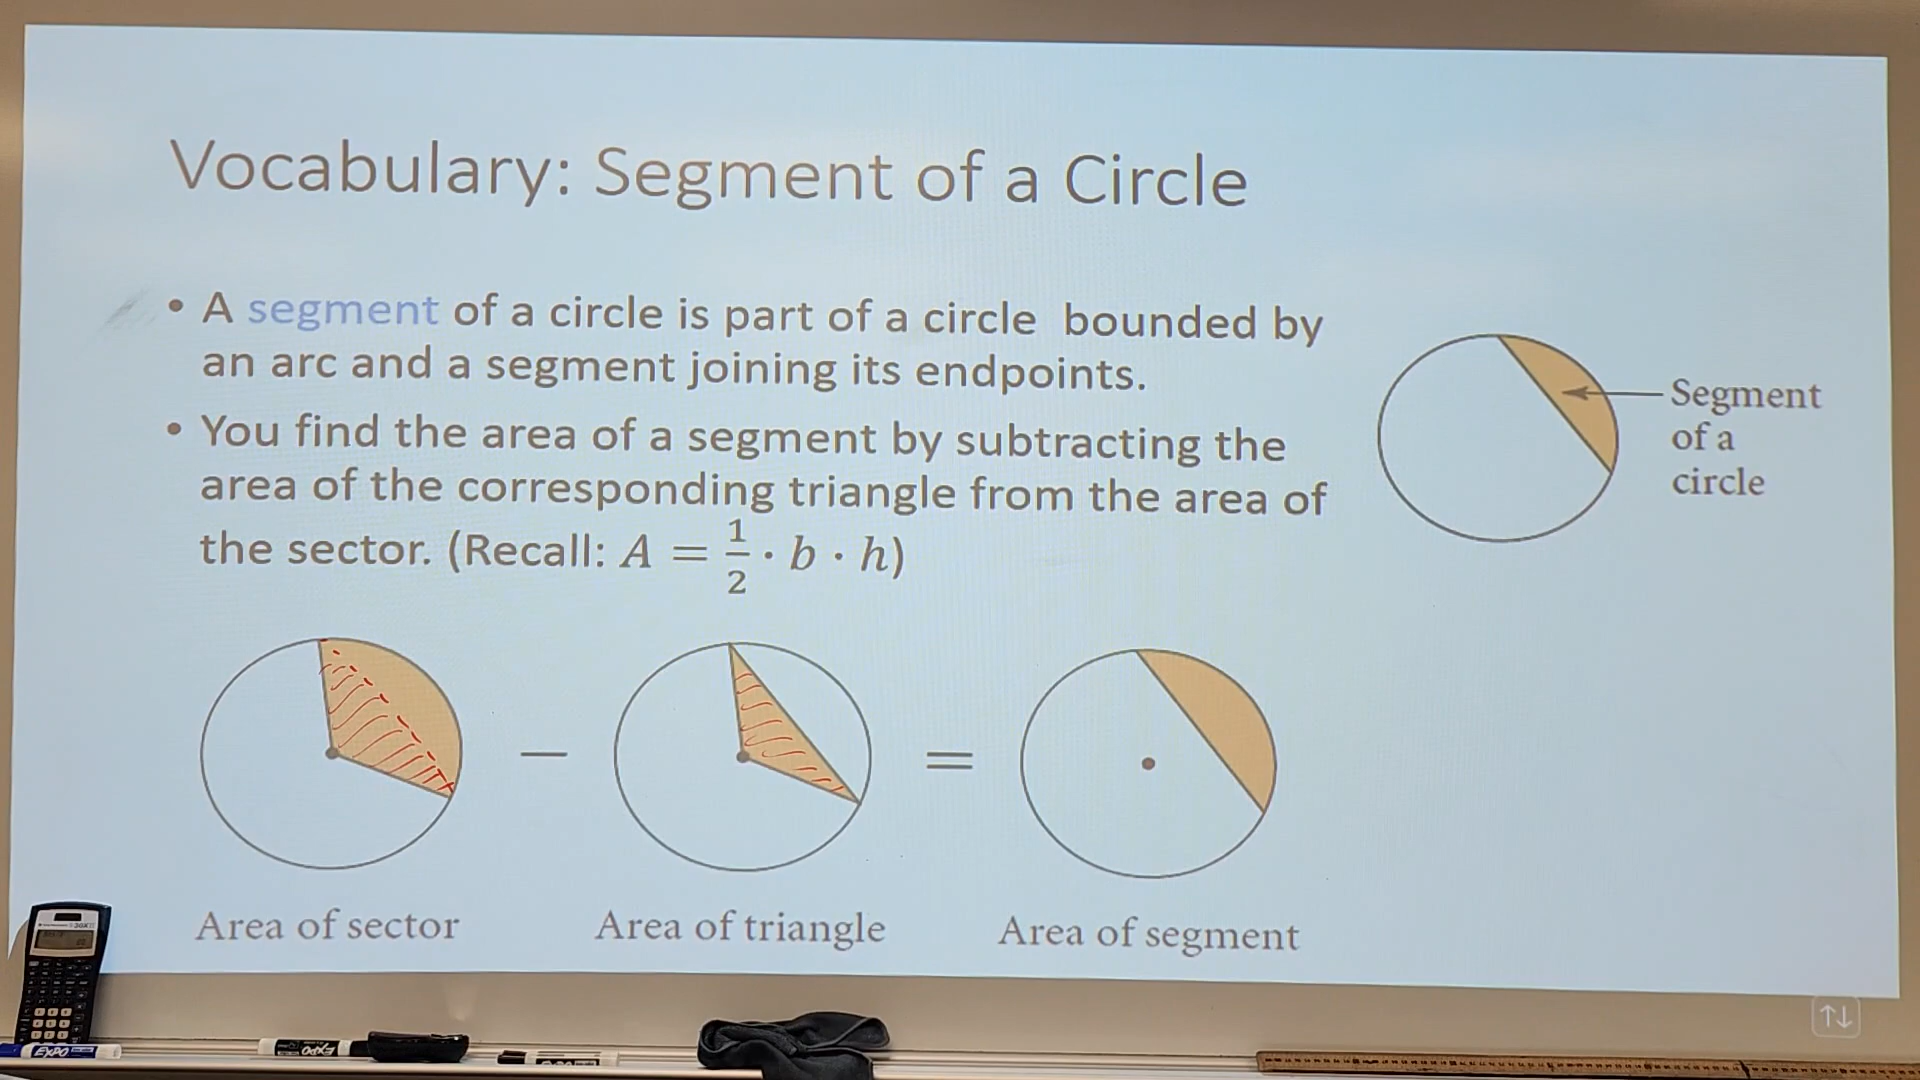 Vocabulary: Segment of a Circle
• A segment of a circle is part of a circle bounded by
an arc and a segment joining its endpoints.
• You find the area of a segment by subtracting the
area of the corresponding triangle from the area of
the sector. (Recall: A = 1/2 · b · h)
Segment
of a
circle
− =
Area of sector Area of triangle Area of segment
EXPO
EXPO